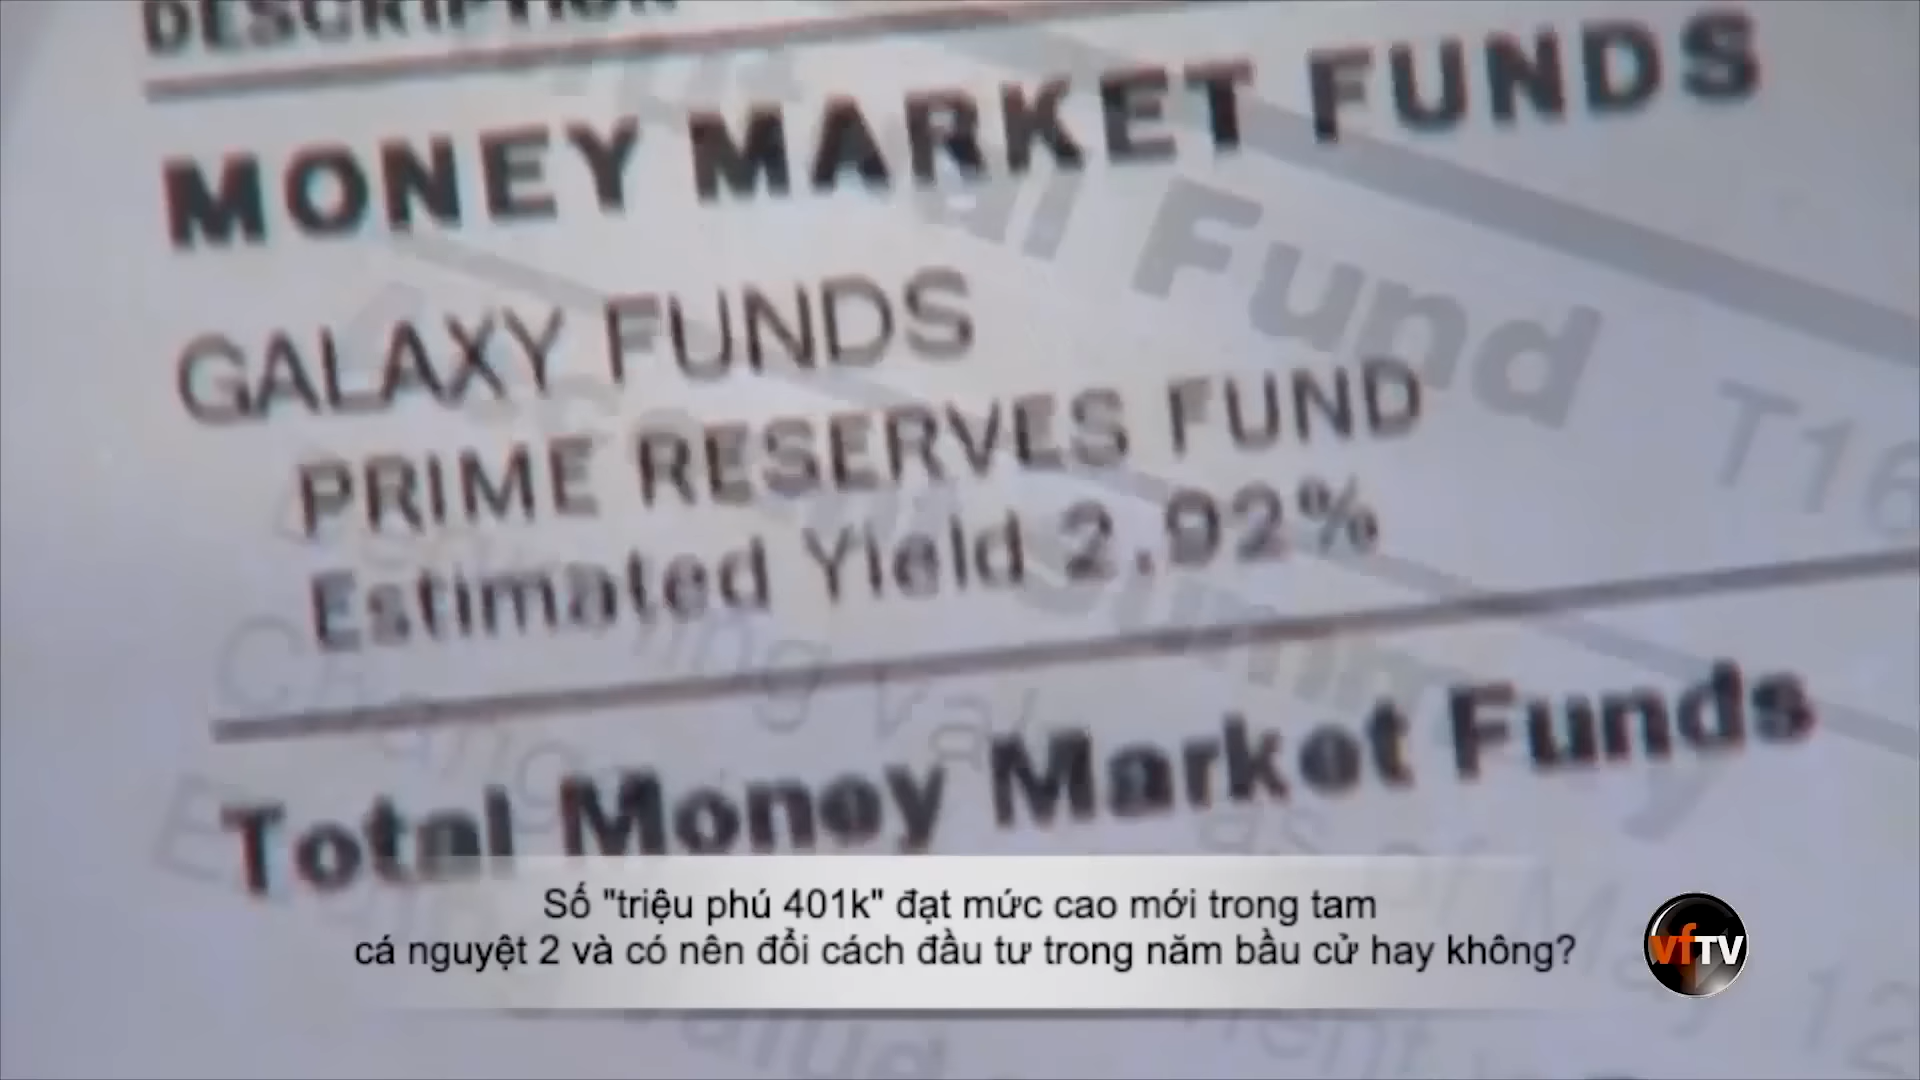 DESCRIPTION
MONEY MARKET FUNDS
GALAXY FUNDS
PRIME RESERVES FUND
Estimated Yield 2.92%
Total Money Market Funds
Fund
T16
Số "triệu phú 401k" đạt mức cao mới trong tam
cá nguyệt 2 và có nên đổi cách đầu tư trong năm bầu cử hay không?
vfTV